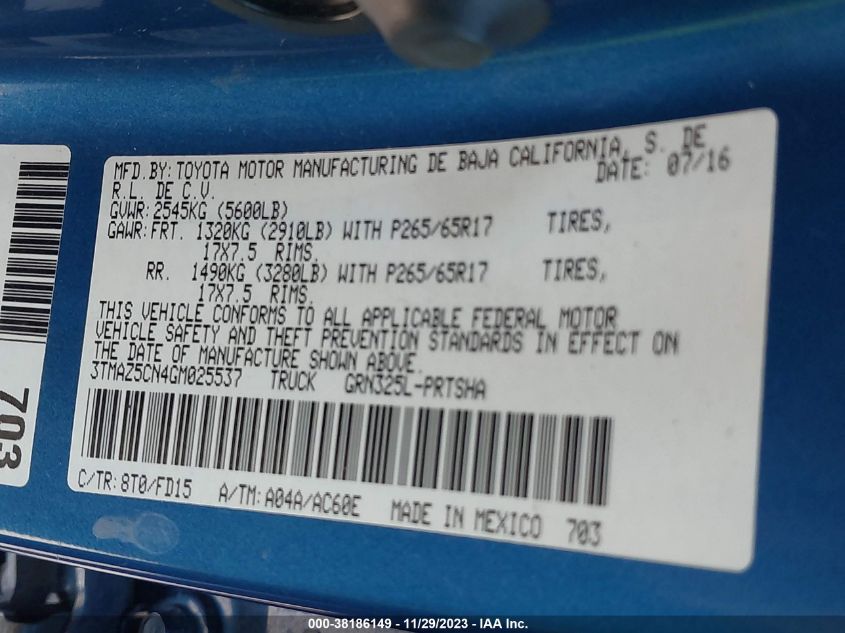 MFD.BY:TOYOTA MOTOR MANUFACTURING DE BAJA CALIFORNIA, S. DE
R.L. DE C.V. DATE: 07/16
GVWR:2545KG (5600LB)
GAWR:FRT. 1320KG (2910LB) WITH P265/65R17 TIRES,
17X7.5 RIMS.
RR. 1490KG (3280LB) WITH P265/65R17 TIRES,
17X7.5 RIMS.
THIS VEHICLE CONFORMS TO ALL APPLICABLE FEDERAL MOTOR
VEHICLE SAFETY AND THEFT PREVENTION STANDARDS IN EFFECT ON
THE DATE OF MANUFACTURE SHOWN ABOVE.
3TMAZ5CN4GM025537 TRUCK GRN325L-PRTSHA
C/TR:8T0/FD15 A/TM:A04A/AC60E MADE IN MEXICO 703
703
000-38186149 - 11/29/2023 - IAA Inc.